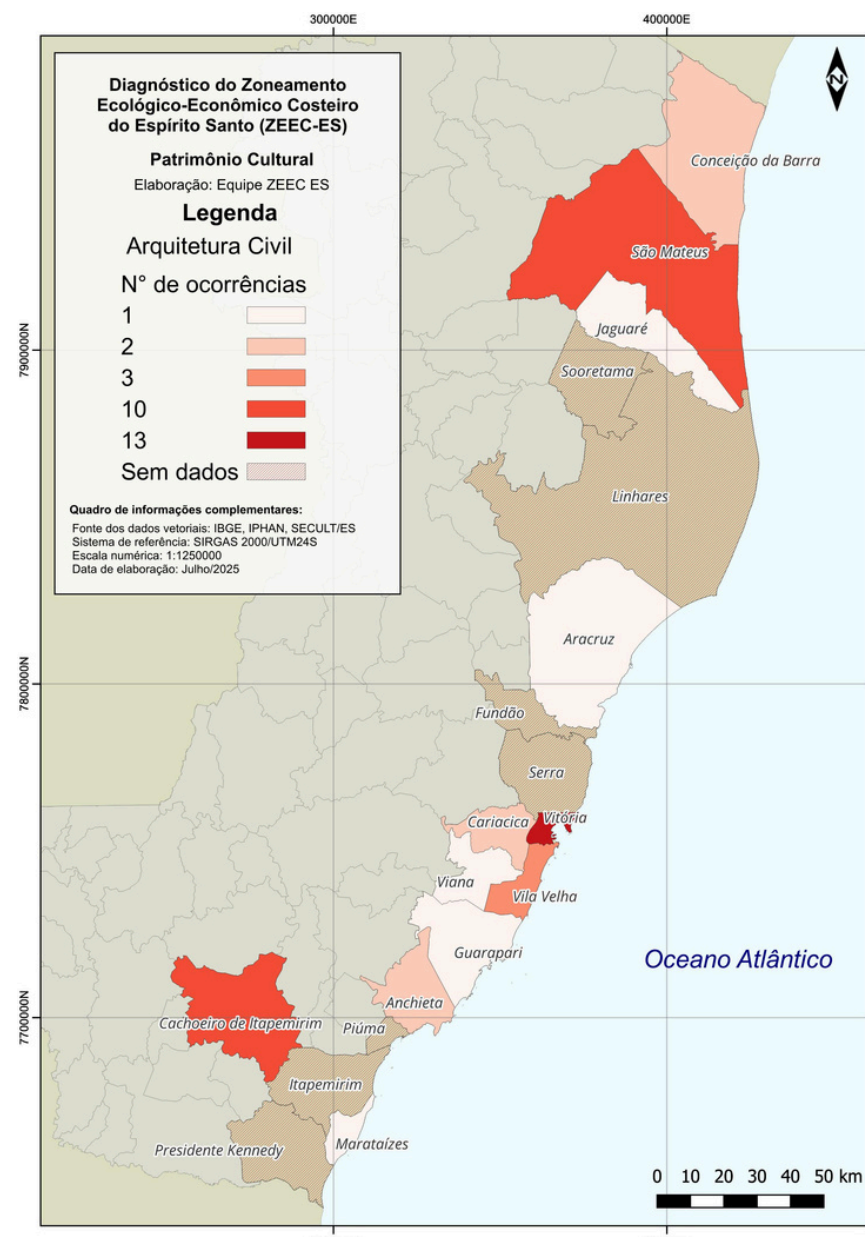 300000E
400000E
Diagnóstico do Zoneamento
Ecológico-Econômico Costeiro
do Espírito Santo (ZEEC-ES)
Patrimônio Cultural
Elaboração: Equipe ZEEC ES
Legenda
Arquitetura Civil
N° de ocorrências
1
2
3
10
13
Sem dados
Quadro de informações complementares:
Fonte dos dados vetoriais: IBGE, IPHAN, SECULT/ES
Sistema de referência: SIRGAS 2000/UTM24S
Escala numérica: 1:1250000
Data de elaboração: Julho/2025
N
Conceição da Barra
São Mateus
Jaguaré
7900000N
Sooretama
Linhares
Aracruz
7800000N
Fundão
Serra
Vitória
Cariacica
Viana
Vila Velha
Guarapari
Oceano Atlântico
Anchieta
7700000N
Cachoeiro de Itapemirim
Piúma
Itapemirim
Marataízes
Presidente Kennedy
0 10 20 30 40 50 km
300000E
400000E